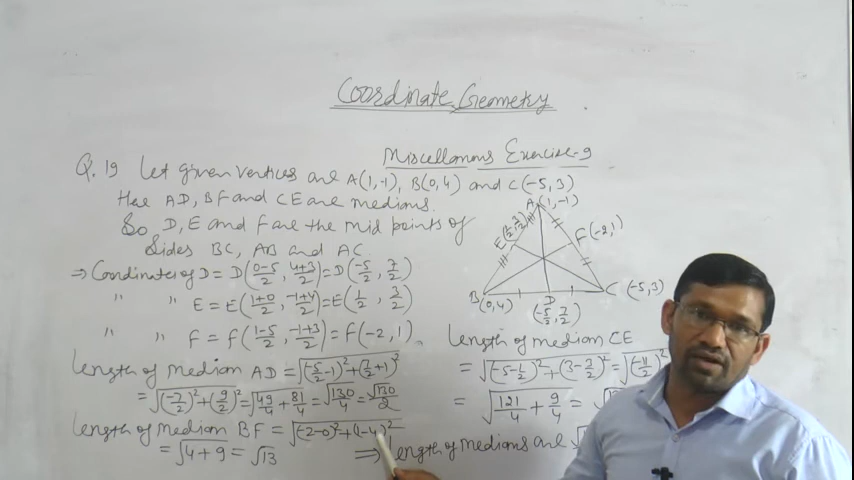 Coordinate Geometry
Miscellaneous Exercise-9
Q.19 Let given vertices are A(1,-1), B(0,4) and C(-5,3)
Here AD, BF and CE are medians.
So D, E and F are the mid points of
Sides BC, AB and AC
⇒ Coordinates of D = D(0-5/2, 4+3/2) = D(-5/2, 7/2)
" " E = E(1+0/2, -1+4/2) = E(1/2, 3/2)
" " F = F(1-5/2, -1+3/2) = F(-2, 1).
Length of median AD = √(-5/2-1)²+(7/2+1)²
= √(-7/2)²+(9/2)² = √49/4+81/4 = √130/4 = √130/2
Length of median BF = √(-2-0)²+(1-4)²
= √4+9 = √13
A(1,-1)
E(1/2, 3/2)
F(-2,1)
B(0,4)
D(-5/2, 7/2)
C(-5,3)
Length of median CE
= √(-5-1/2)²+(3-3/2)² = √(-11/2)²
= √121/4+9/4 =
⇒ Length of medians are